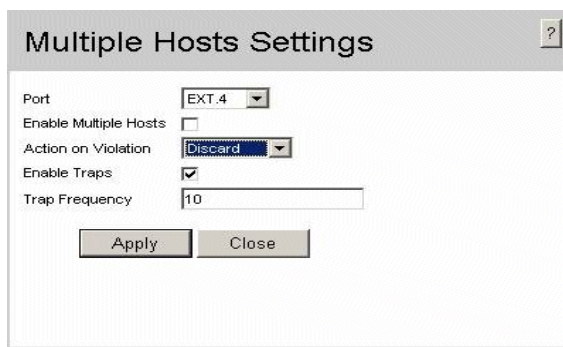 Multiple Hosts Settings
?
Port EXT.4
Enable Multiple Hosts
Action on Violation Discard
Enable Traps
Trap Frequency 10
Apply Close